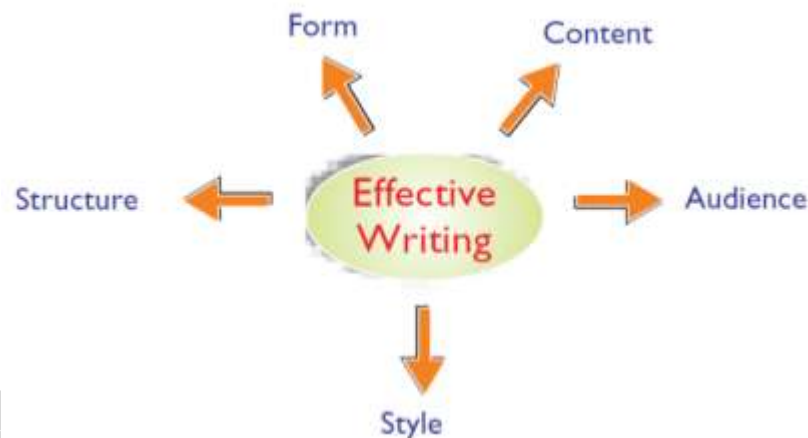 Form
Content
Structure
Effective
Writing
Audience
Style